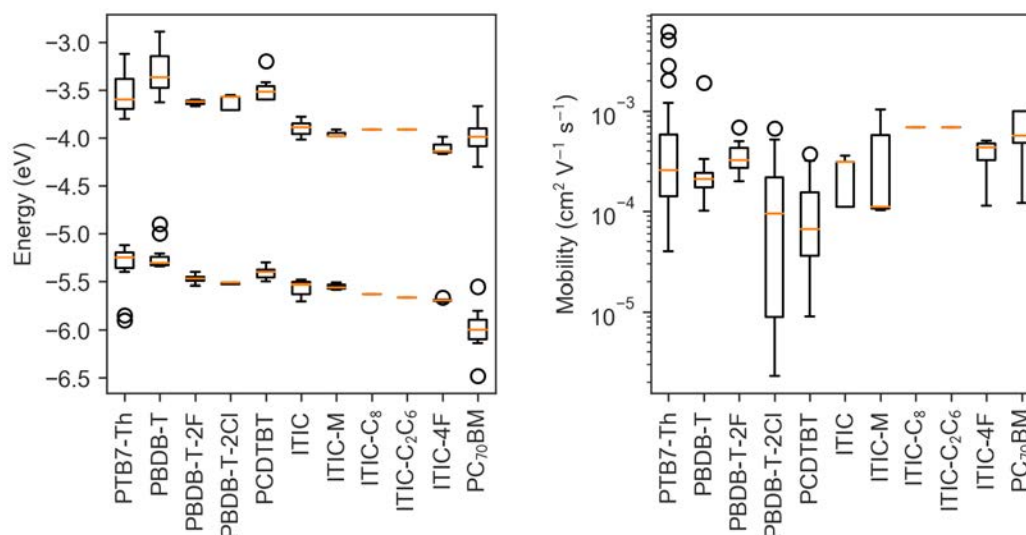 Energy (eV)
−3.0
−3.5
−4.0
−4.5
−5.0
−5.5
−6.0
−6.5
PTB7-Th
PBDB-T
PBDB-T-2F
PBDB-T-2Cl
PCDTBT
ITIC
ITIC-M
ITIC-C₈
ITIC-C₂C₆
ITIC-4F
PC₇₀BM
Mobility (cm² V⁻¹ s⁻¹)
10⁻³
10⁻⁴
10⁻⁵
PTB7-Th
PBDB-T
PBDB-T-2F
PBDB-T-2Cl
PCDTBT
ITIC
ITIC-M
ITIC-C₈
ITIC-C₂C₆
ITIC-4F
PC₇₀BM